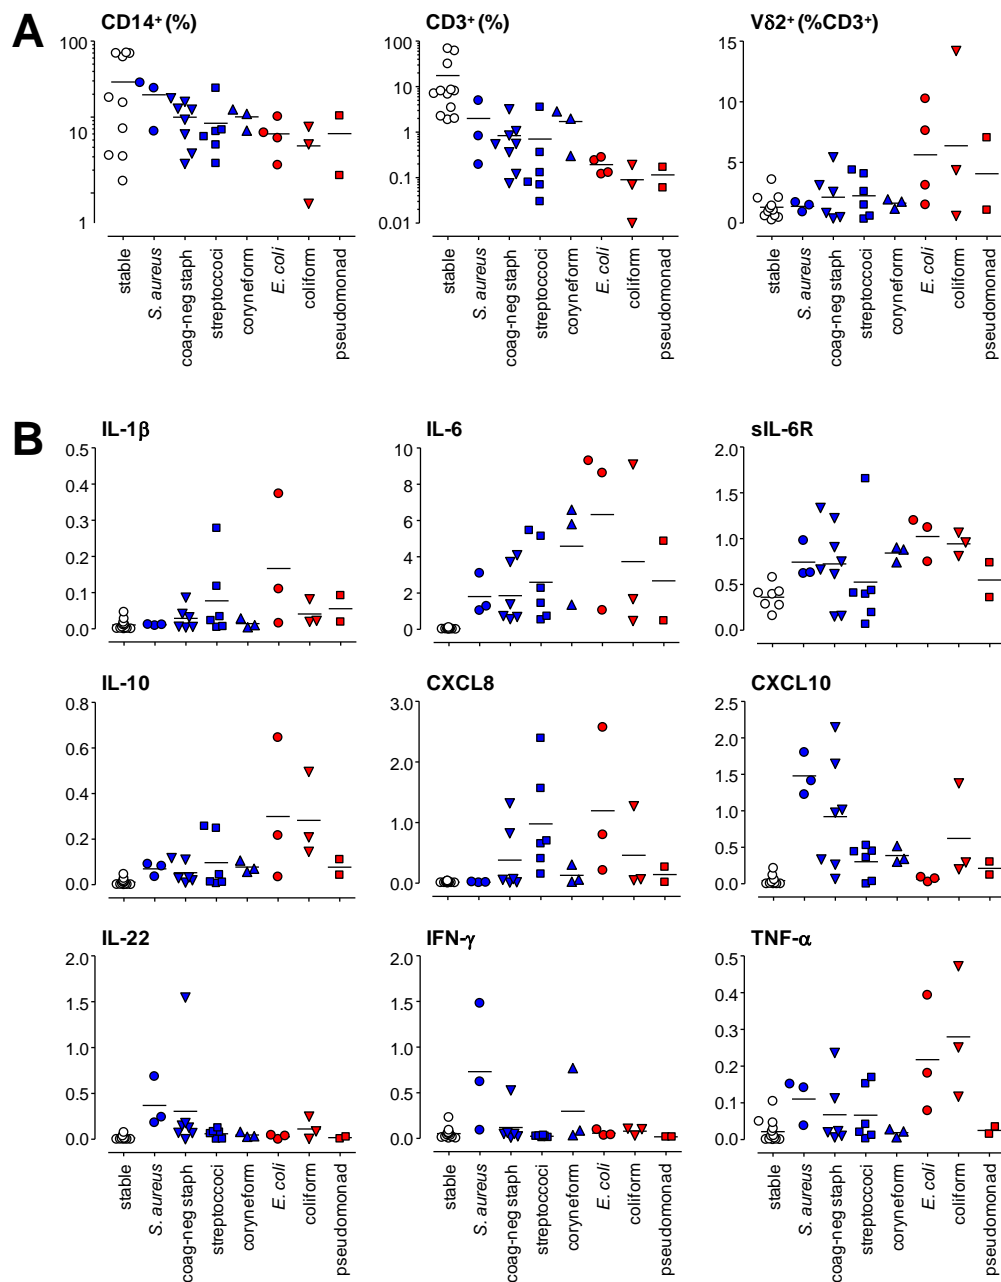 A
CD14+ (%)
CD3+ (%)
Vδ2+ (%CD3+)
100
10
1
100
10
1
0.1
0.01
15
10
5
0
stable
S. aureus
coag-neg staph
streptococci
coryneform
E. coli
coliform
pseudomonad
stable
S. aureus
coag-neg staph
streptococci
coryneform
E. coli
coliform
pseudomonad
stable
S. aureus
coag-neg staph
streptococci
coryneform
E. coli
coliform
pseudomonad
B
IL-1β
IL-6
sIL-6R
0.5
0.4
0.3
0.2
0.1
0.0
10
8
6
4
2
0
2.0
1.5
1.0
0.5
0.0
IL-10
CXCL8
CXCL10
0.8
0.6
0.4
0.2
0.0
3.0
2.0
1.0
0.0
2.5
2.0
1.5
1.0
0.5
0.0
IL-22
IFN-γ
TNF-α
2.0
1.5
1.0
0.5
0.0
2.0
1.5
1.0
0.5
0.0
0.5
0.4
0.3
0.2
0.1
0.0
stable
S. aureus
coag-neg staph
streptococci
coryneform
E. coli
coliform
pseudomonad
stable
S. aureus
coag-neg staph
streptococci
coryneform
E. coli
coliform
pseudomonad
stable
S. aureus
coag-neg staph
streptococci
coryneform
E. coli
coliform
pseudomonad